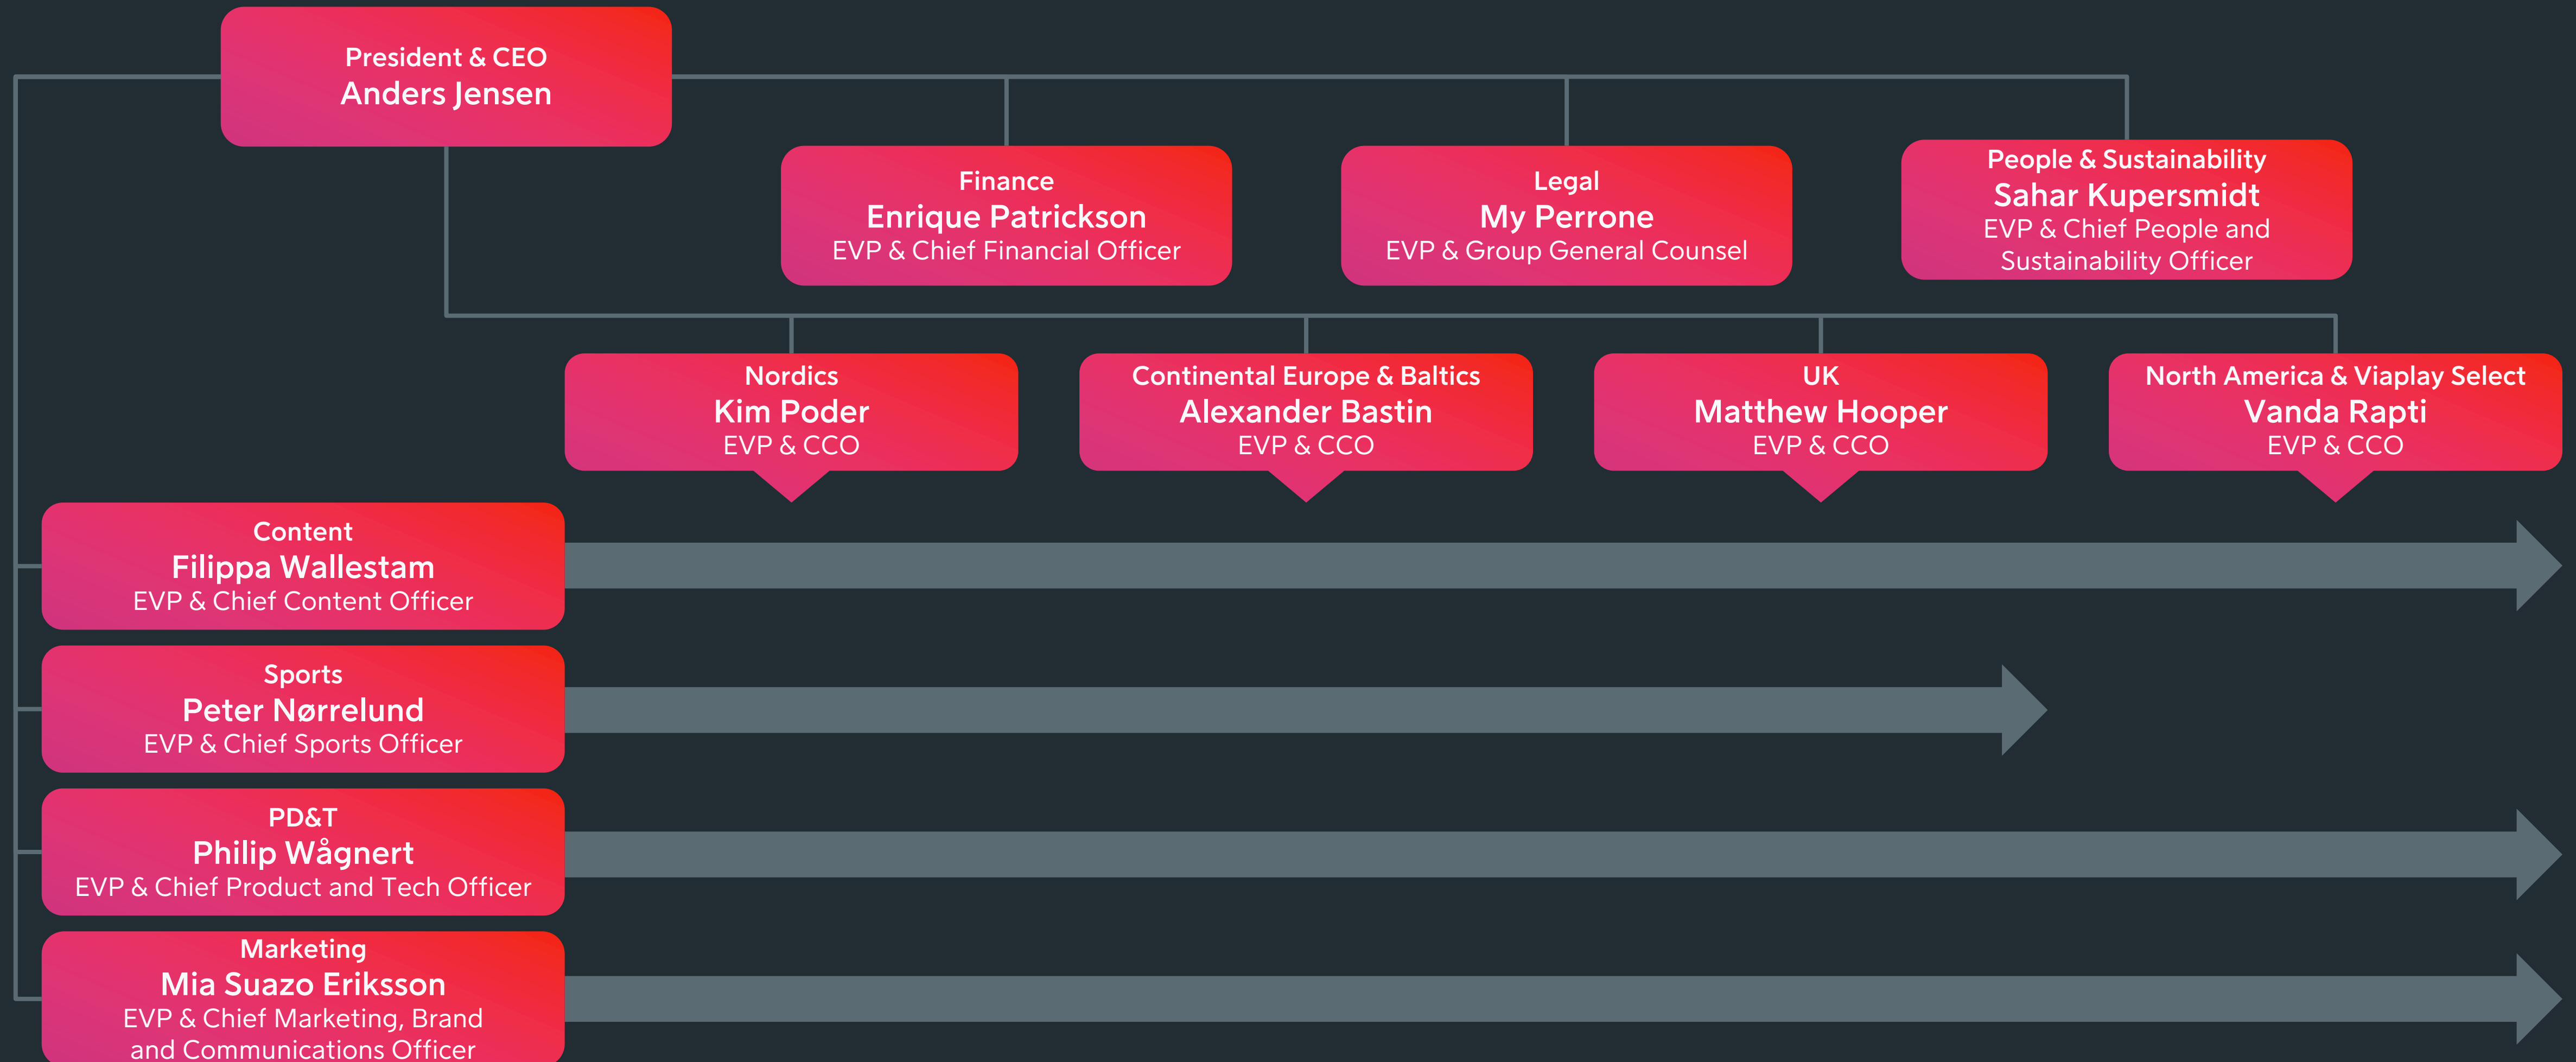 President & CEO
Anders Jensen
Finance
Enrique Patrickson
EVP & Chief Financial Officer
Legal
My Perrone
EVP & Group General Counsel
People & Sustainability
Sahar Kupersmidt
EVP & Chief People and
Sustainability Officer
Nordics
Kim Poder
EVP & CCO
Continental Europe & Baltics
Alexander Bastin
EVP & CCO
UK
Matthew Hooper
EVP & CCO
North America & Viaplay Select
Vanda Rapti
EVP & CCO
Content
Filippa Wallestam
EVP & Chief Content Officer
Sports
Peter Nørrelund
EVP & Chief Sports Officer
PD&T
Philip Wågnert
EVP & Chief Product and Tech Officer
Marketing
Mia Suazo Eriksson
EVP & Chief Marketing, Brand
and Communications Officer